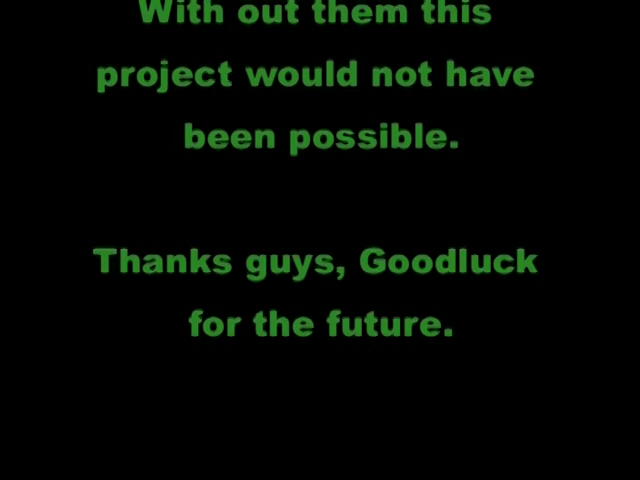 With out them this
project would not have
been possible.
Thanks guys, Goodluck
for the future.